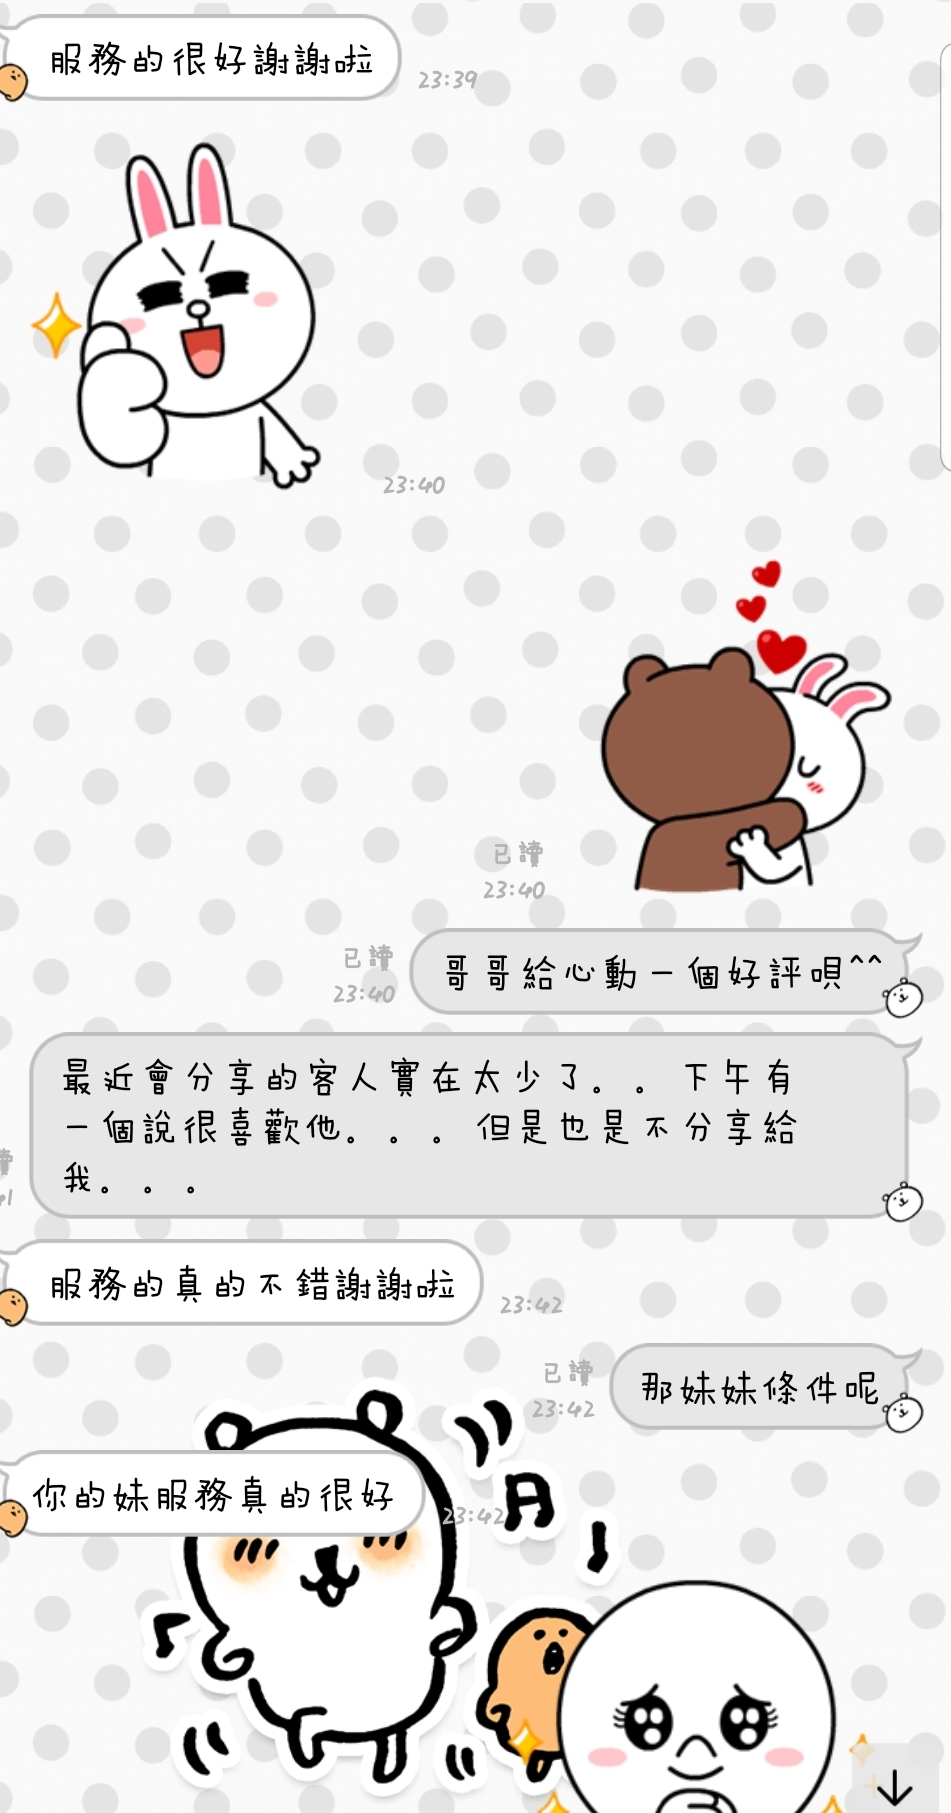 服務的很好謝謝啦
23:39
23:40
已讀
23:40
哥哥給心動一個好評唄^^
已讀
23:40
最近會分享的客人實在太少了。。 下午有
一個說很喜歡他。。。 但是也是不分享給
我。。。
服務的真的不錯謝謝啦
23:42
那妹妹條件呢
已讀
23:42
你的妹服務真的很好
23:42